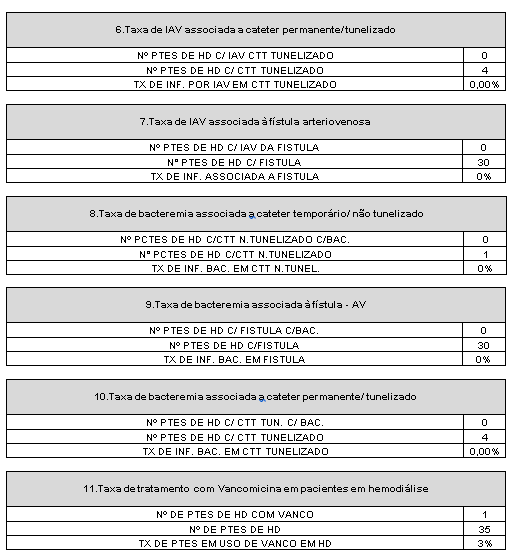 6.Taxa de IAV associada a cateter permanente/tunelizado
Nº PTES DE HD C/ IAV CTT TUNELIZADO 0
Nº PTES DE HD C/ CTT TUNELIZADO 4
TX DE INF. POR IAV EM CTT TUNELIZADO 0,00%
7.Taxa de IAV associada à fístula arteriovenosa
Nº PTES DE HD C/ IAV DA FISTULA 0
Nº PTES DE HD C/ FISTULA 30
TX DE INF. ASSOCIADA A FISTULA 0%
8.Taxa de bacteremia associada a cateter temporário/ não tunelizado
Nº PCTES DE HD C/CTT N.TUNELIZADO C/BAC. 0
Nº PCTES DE HD C/CTT N.TUNELIZADO 1
TX DE INF. BAC. EM CTT N.TUNEL. 0%
9.Taxa de bacteremia associada à fístula - AV
Nº PTES DE HD C/ FISTULA C/BAC. 0
Nº PTES DE HD C/FISTULA 30
TX DE INF. BAC. EM FISTULA 0%
10.Taxa de bacteremia associada a cateter permanente/ tunelizado
Nº PTES DE HD C/ CTT TUN. C/ BAC. 0
Nº PTES DE HD C/ CTT TUNELIZADO 4
TX DE INF. BAC. EM CTT TUNELIZADO 0,00%
11.Taxa de tratamento com Vancomicina em pacientes em hemodiálise
Nº DE PTES DE HD COM VANCO 1
Nº DE PTES DE HD 35
TX DE PTES EM USO DE VANCO EM HD 3%